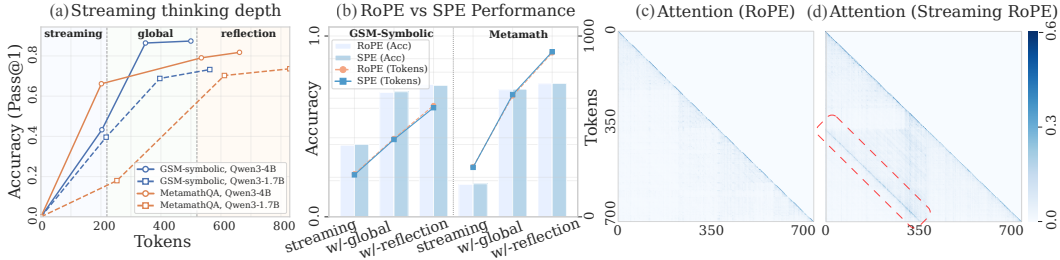 (a) Streaming thinking depth
streaming global reflection
Accuracy (Pass@1)
0.8
0.6
0.4
0.2
0.0
GSM-symbolic, Qwen3-4B
GSM-symbolic, Qwen3-1.7B
MetamathQA, Qwen3-4B
MetamathQA, Qwen3-1.7B
0 200 400 600 800
Tokens
(b) RoPE vs SPE Performance
GSM-Symbolic Metamath
RoPE (Acc)
SPE (Acc)
RoPE (Tokens)
SPE (Tokens)
Accuracy
1.0
0.0
Tokens
1000
0
streaming
w/-global
w/-reflection
streaming
w/-global
w/-reflection
(c) Attention (RoPE)
0
350
700
350 700
(d) Attention (Streaming RoPE)
0 350 700
0.6
0.3
0.0